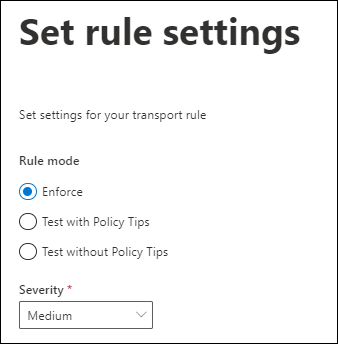 Set rule settings
Set settings for your transport rule
Rule mode
Enforce
Test with Policy Tips
Test without Policy Tips
Severity *
Medium